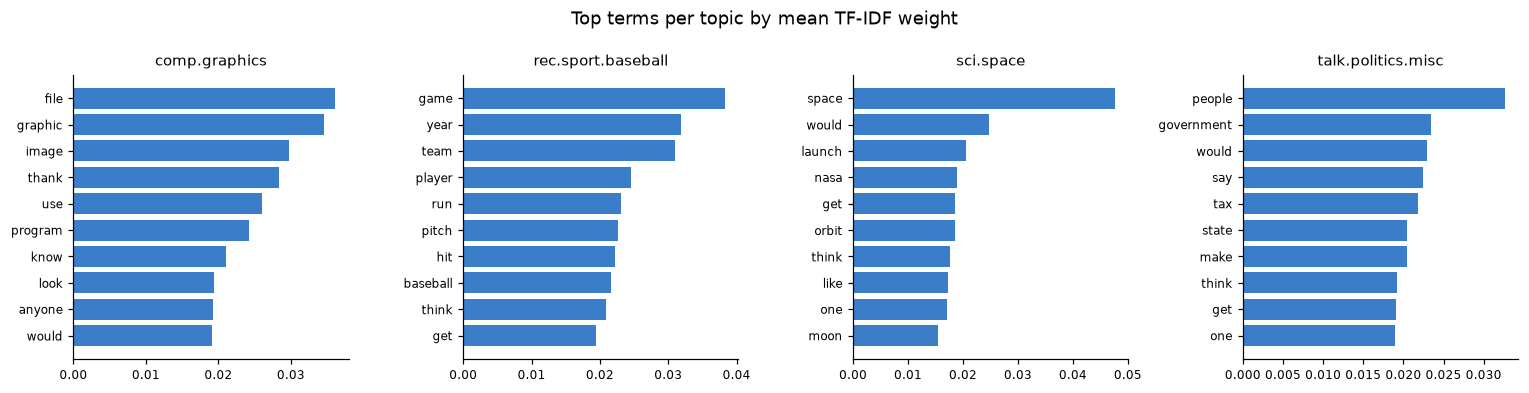 Top terms per topic by mean TF-IDF weight
comp.graphics
file
graphic
image
thank
use
program
know
look
anyone
would
0.00 0.01 0.02 0.03
rec.sport.baseball
game
year
team
player
run
pitch
hit
baseball
think
get
0.00 0.01 0.02 0.03 0.04
sci.space
space
would
launch
nasa
get
orbit
think
like
one
moon
0.00 0.01 0.02 0.03 0.04 0.05
talk.politics.misc
people
government
would
say
tax
state
make
think
get
one
0.000 0.005 0.010 0.015 0.020 0.025 0.030